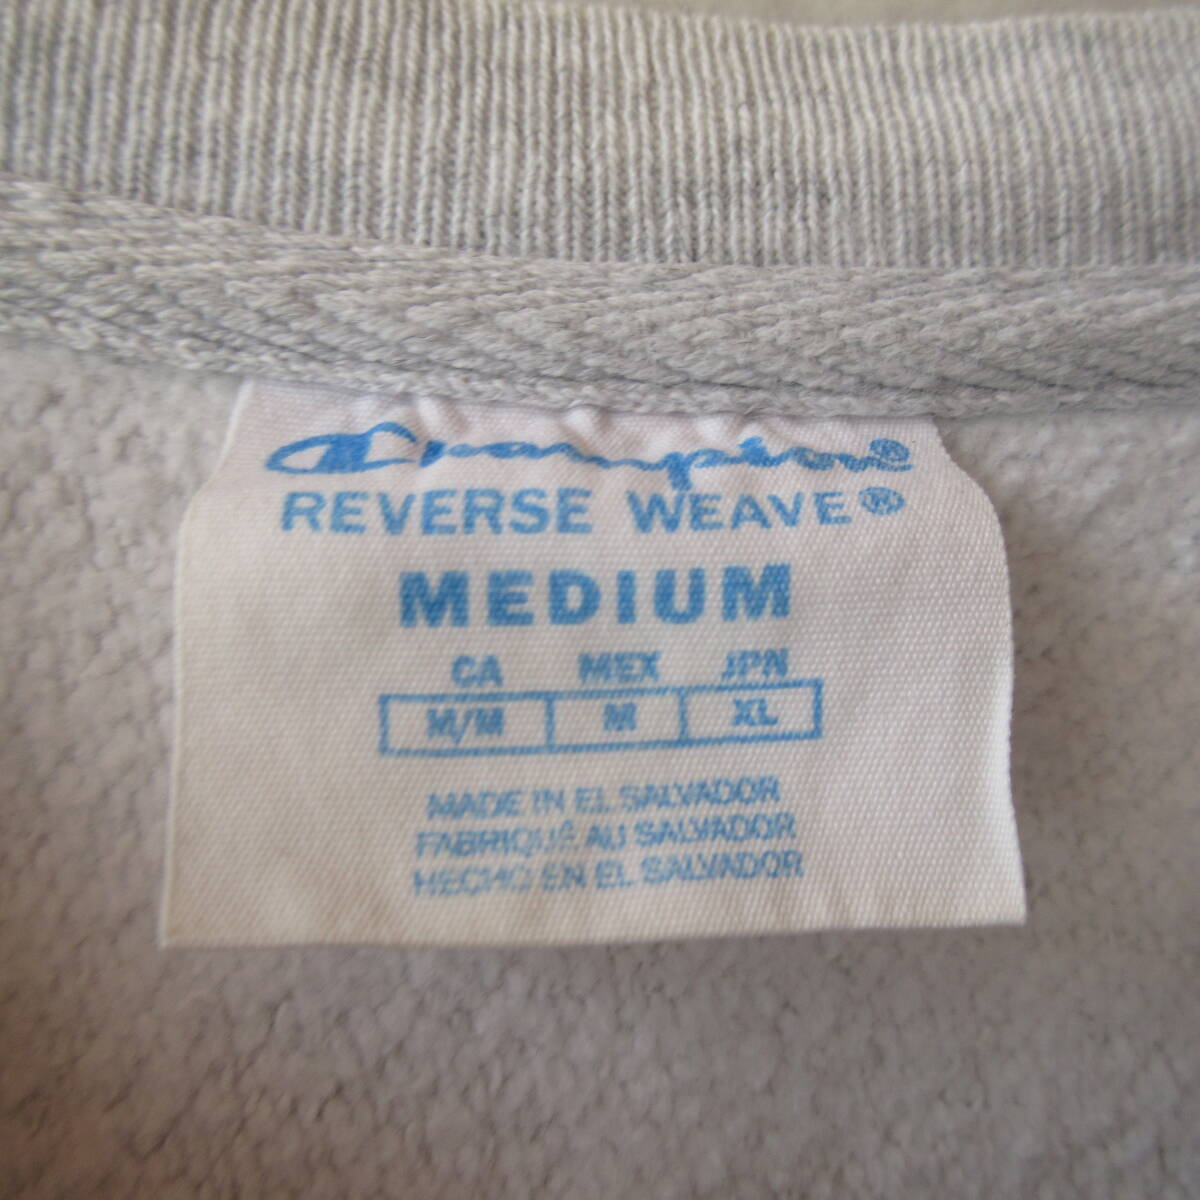 Champion®
REVERSE WEAVE®
MEDIUM
CA MEX JPN
M/M M XL
MADE IN EL SALVADOR
FABRIQUÉ AU SALVADOR
HECHO EN EL SALVADOR